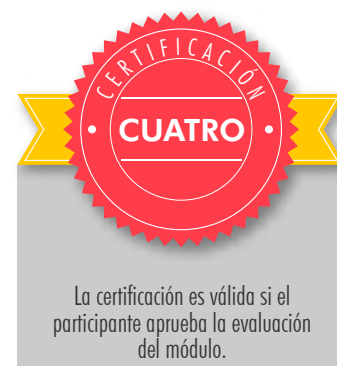 CERTIFICACIÓN
CUATRO
La certificación es válida si el
participante aprueba la evaluación
del módulo.